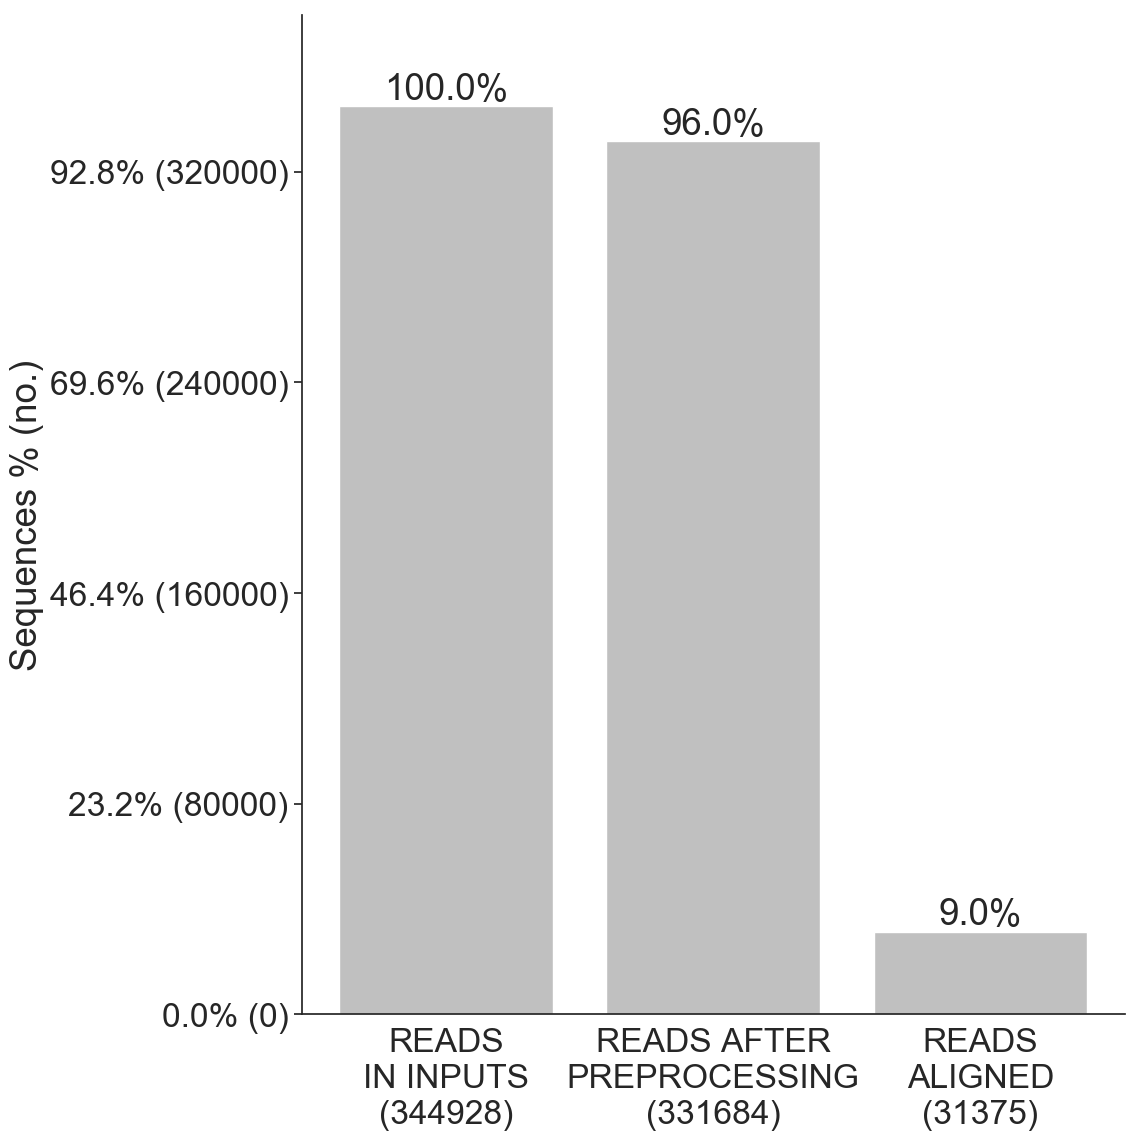 100.0%
96.0%
92.8% (320000)
69.6% (240000)
Sequences % (no.)
46.4% (160000)
23.2% (80000)
9.0%
0.0% (0)
READS
IN INPUTS
(344928)
READS AFTER
PREPROCESSING
(331684)
READS
ALIGNED
(31375)